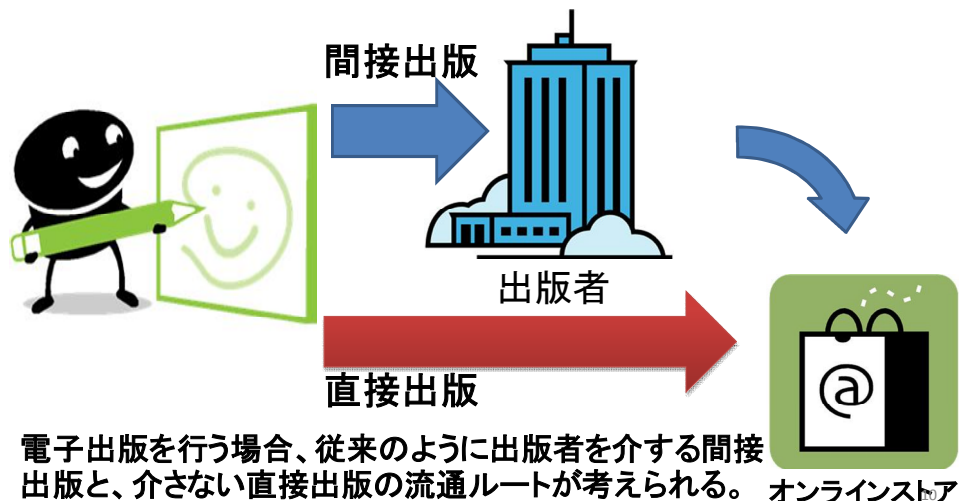 間接出版
出版者
直接出版
@
電子出版を行う場合、従来のように出版者を介する間接
出版と、介さない直接出版の流通ルートが考えられる。
オンラインストア
10